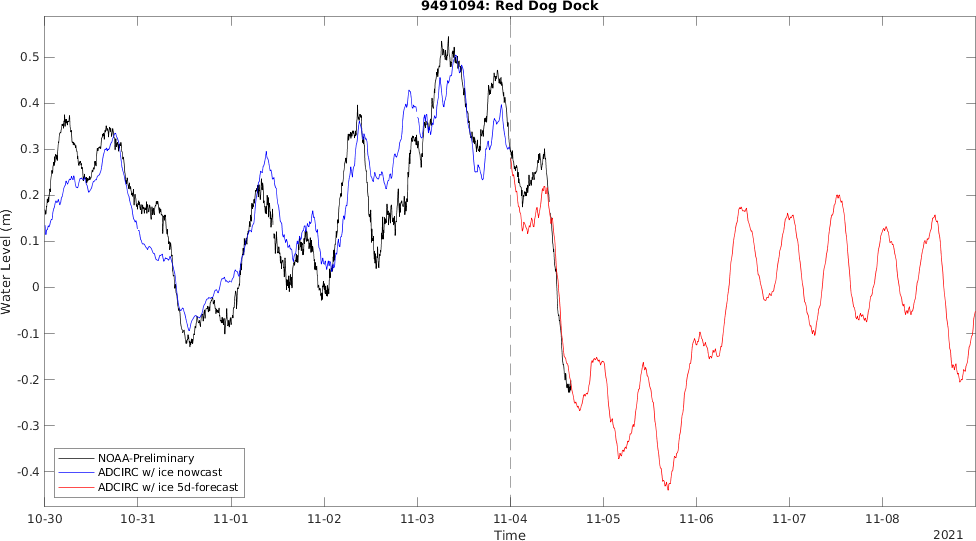 9491094: Red Dog Dock
Water Level (m)
0.5
0.4
0.3
0.2
0.1
0
-0.1
-0.2
-0.3
-0.4
NOAA-Preliminary
ADCIRC w/ ice nowcast
ADCIRC w/ ice 5d-forecast
10-30 10-31 11-01 11-02 11-03 11-04 11-05 11-06 11-07 11-08
Time
2021